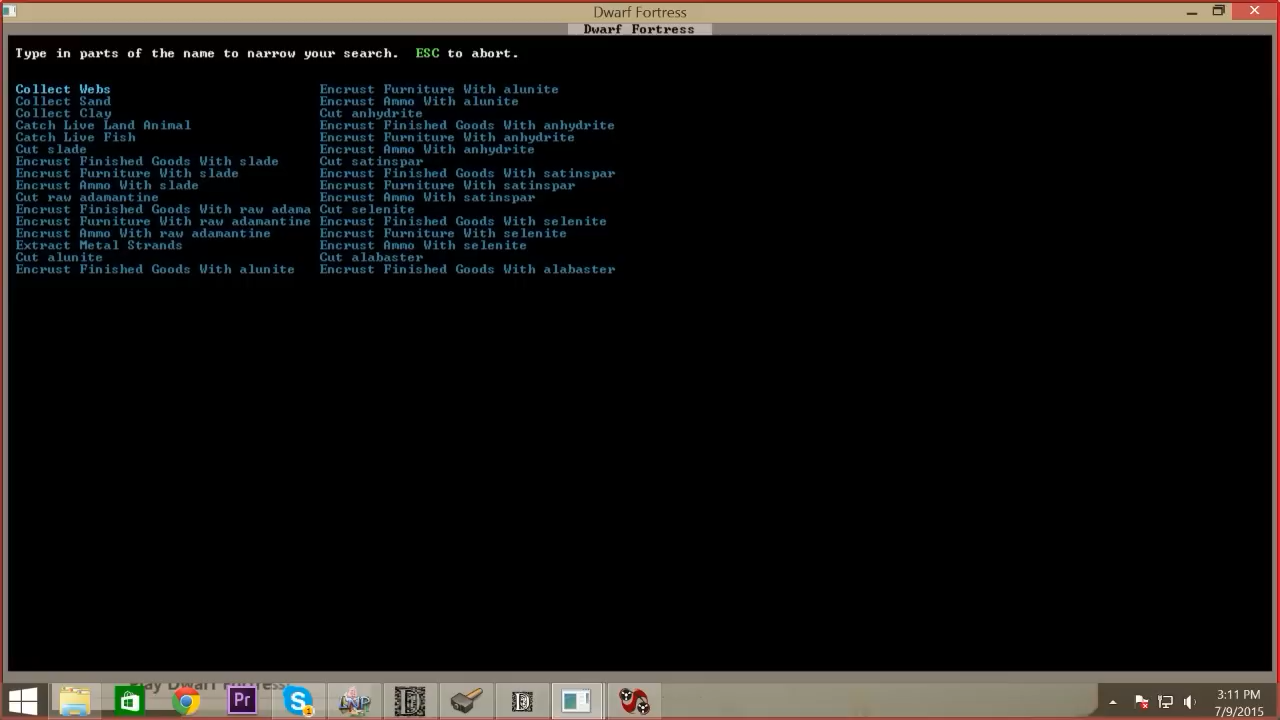 Dwarf Fortress
Dwarf Fortress
Type in parts of the name to narrow your search.  ESC to abort.
Collect Webs
Collect Sand
Collect Clay
Catch Live Land Animal
Catch Live Fish
Cut slade
Encrust Finished Goods With slade
Encrust Furniture With slade
Encrust Ammo With slade
Cut raw adamantine
Encrust Finished Goods With raw adama
Encrust Furniture With raw adamantine
Encrust Ammo With raw adamantine
Extract Metal Strands
Cut alunite
Encrust Finished Goods With alunite
Encrust Furniture With alunite
Encrust Ammo With alunite
Cut anhydrite
Encrust Finished Goods With anhydrite
Encrust Furniture With anhydrite
Encrust Ammo With anhydrite
Cut satinspar
Encrust Finished Goods With satinspar
Encrust Furniture With satinspar
Encrust Ammo With satinspar
Cut selenite
Encrust Finished Goods With selenite
Encrust Furniture With selenite
Encrust Ammo With selenite
Cut alabaster
Encrust Finished Goods With alabaster
Play Dwarf Fortress
Pr
LNP
3:11 PM
7/9/2015